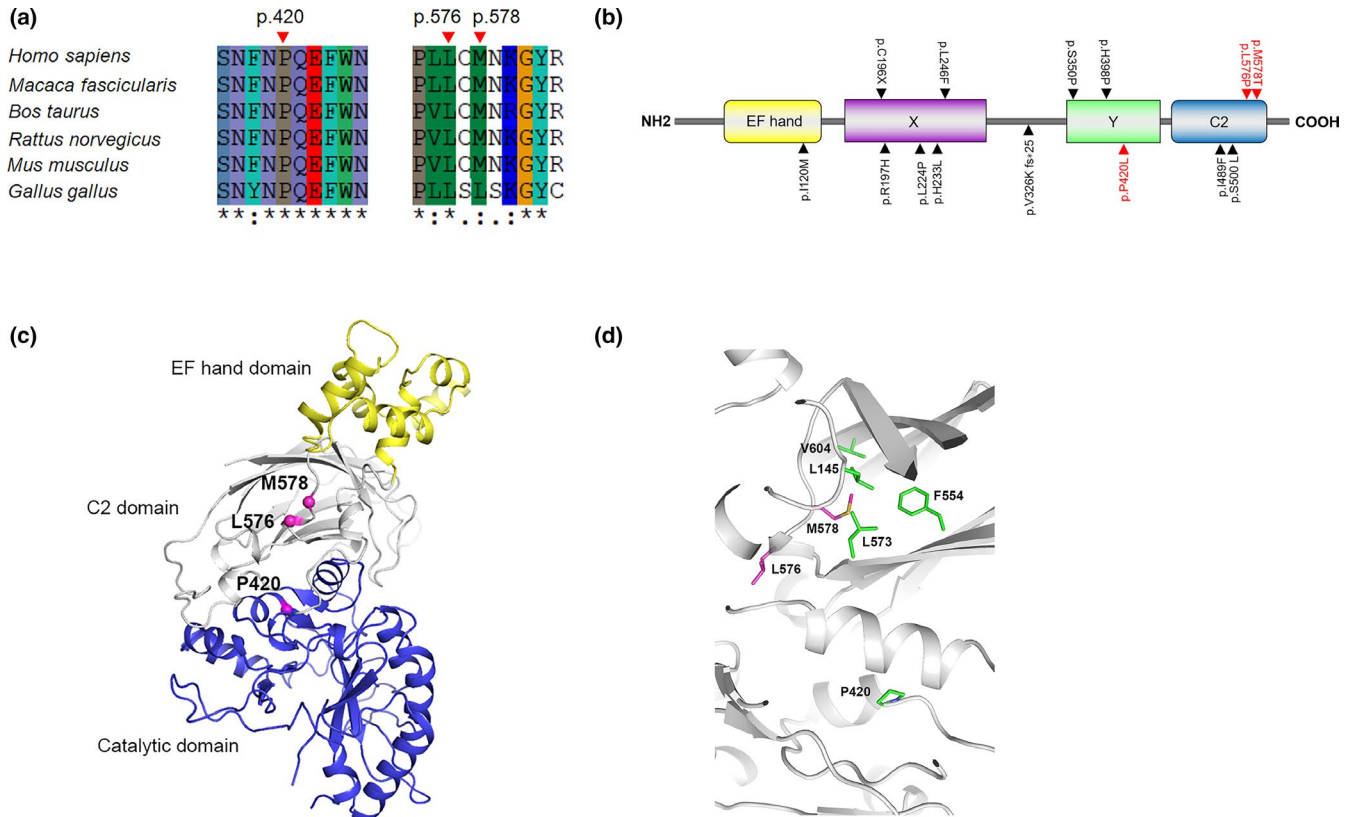 (a)
p.420 p.576 p.578
Homo sapiens SNFNPQEFWN PLLCMNKGYR
Macaca fascicularis SNFNPQEFWN PLLCMNKGYR
Bos taurus SNFNPQEFWN PVLCMNKGYR
Rattus norvegicus SNFNPQEFWN PVLCMNKGYR
Mus musculus SNFNPQEFWN PVLCMNKGYR
Gallus gallus SNYNPQEFWN PLLSLSKGYC
**:******* *:*.:.:**
(b)
p.C196X
p.L246F
p.S350P
p.H398P
p.L576P
p.M578T
NH2
EF hand
X
Y
C2
COOH
p.I120M
p.R197H
p.L224P
p.H233L
p.V326K fs*25
p.P420L
p.I489F
p.S500 L
(c)
EF hand domain
M578
C2 domain
L576
P420
Catalytic domain
(d)
V604
L145
F554
M578
L573
L576
P420